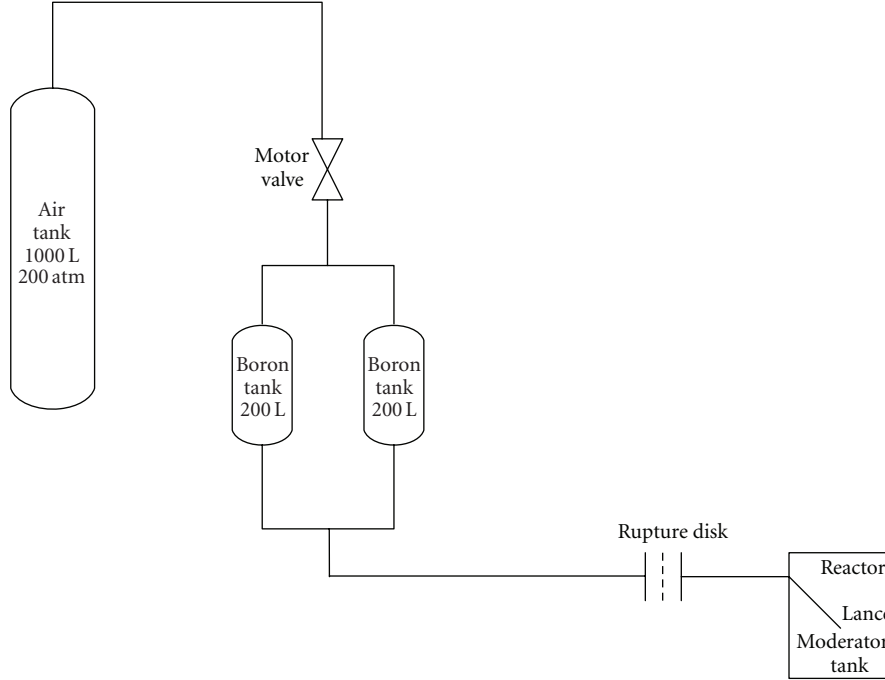 Motor
valve
Air
tank
1000 L
200 atm
Boron
tank
200 L
Boron
tank
200 L
Rupture disk
Reactor
Lance
Moderator
tank